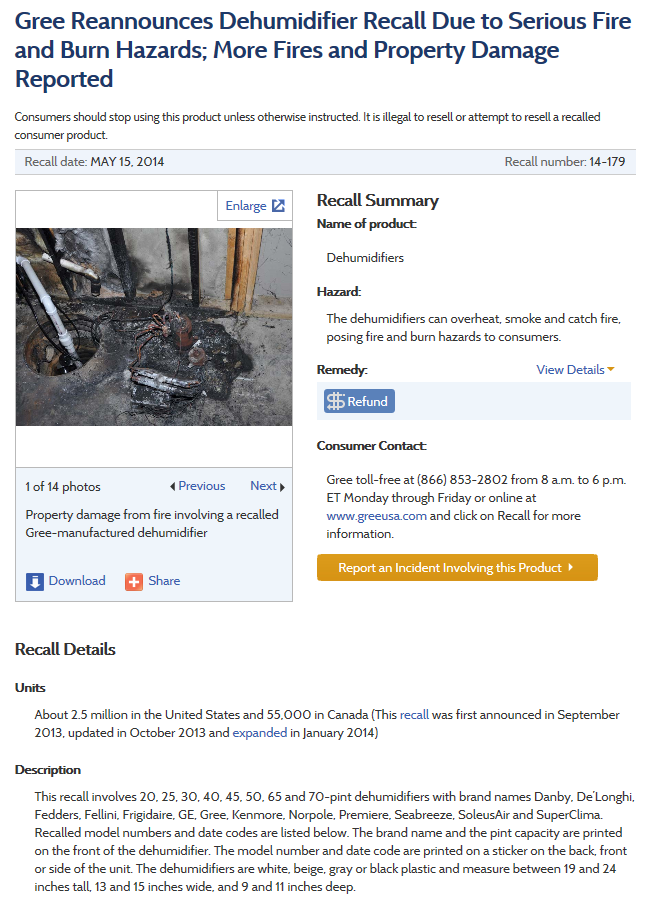 Gree Reannounces Dehumidifier Recall Due to Serious Fire
and Burn Hazards; More Fires and Property Damage
Reported
Consumers should stop using this product unless otherwise instructed. It is illegal to resell or attempt to resell a recalled
consumer product.
Recall date: MAY 15, 2014
Recall number: 14-179
Enlarge
1 of 14 photos
Previous
Next
Property damage from fire involving a recalled
Gree-manufactured dehumidifier
Download
Share
Recall Summary
Name of product:
Dehumidifiers
Hazard:
The dehumidifiers can overheat, smoke and catch fire,
posing fire and burn hazards to consumers.
Remedy:
View Details
Refund
Consumer Contact:
Gree toll-free at (866) 853-2802 from 8 a.m. to 6 p.m.
ET Monday through Friday or online at
www.greeusa.com and click on Recall for more
information.
Report an Incident Involving this Product
Recall Details
Units
About 2.5 million in the United States and 55,000 in Canada (This recall was first announced in September
2013, updated in October 2013 and expanded in January 2014)
Description
This recall involves 20, 25, 30, 40, 45, 50, 65 and 70-pint dehumidifiers with brand names Danby, De'Longhi,
Fedders, Fellini, Frigidaire, GE, Gree, Kenmore, Norpole, Premiere, Seabreeze, SoleusAir and SuperClima.
Recalled model numbers and date codes are listed below. The brand name and the pint capacity are printed
on the front of the dehumidifier. The model number and date code are printed on a sticker on the back, front
or side of the unit. The dehumidifiers are white, beige, gray or black plastic and measure between 19 and 24
inches tall, 13 and 15 inches wide, and 9 and 11 inches deep.